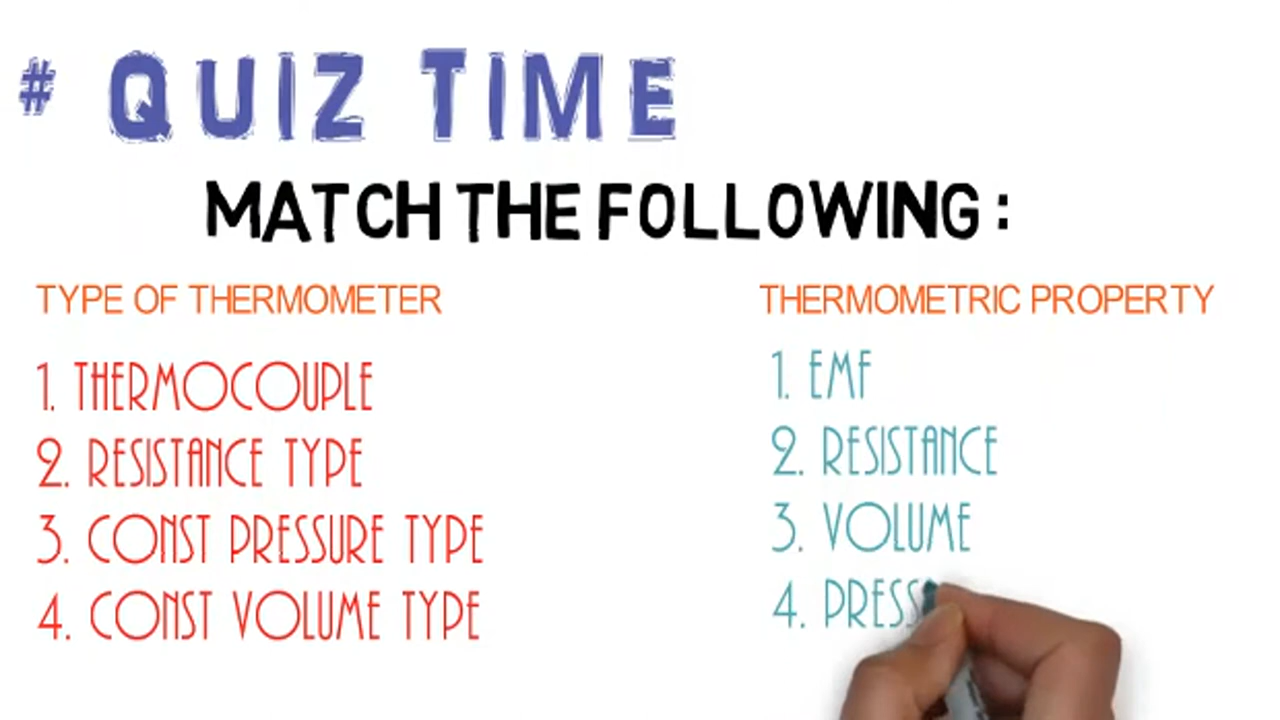 # QUIZ TIME
MATCH THE FOLLOWING :
TYPE OF THERMOMETER
THERMOMETRIC PROPERTY
1. THERMOCOUPLE
1. EMF
2. RESISTANCE TYPE
2. RESISTANCE
3. CONST PRESSURE TYPE
3. VOLUME
4. CONST VOLUME TYPE
4. PRESS